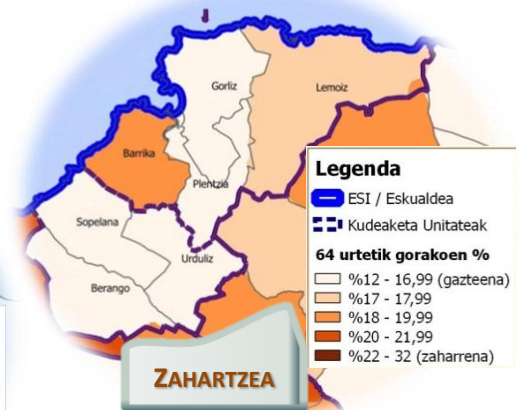 Gorliz
Lemoiz
Barrika
Plentzia
Sopelana
Urduliz
Berango
Legenda
ESI / Eskualdea
Kudeaketa Unitateak
64 urtetik gorakoen %
%12 - 16,99 (gazteena)
%17 - 17,99
%18 - 19,99
%20 - 21,99
%22 - 32 (zaharrena)
ZAHARTZEA